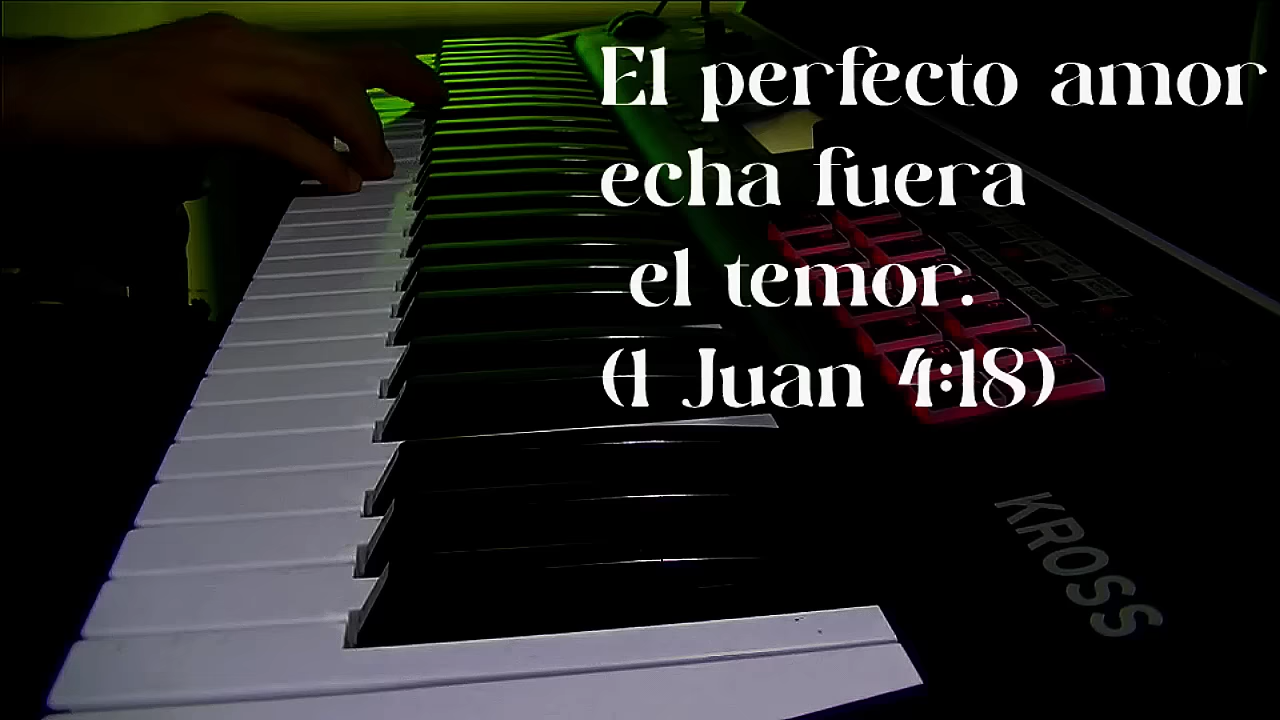 El perfecto amor
echa fuera
el temor.
(1 Juan 4:18)
KROSS